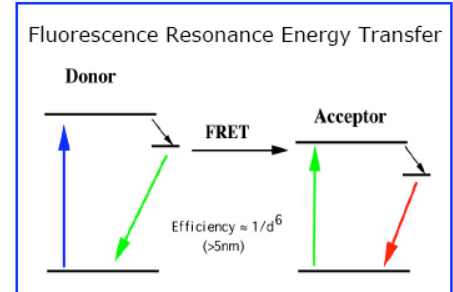 Fluorescence Resonance Energy Transfer
Donor
FRET
Acceptor
Efficiency ≈ 1/d⁶
(>5nm)